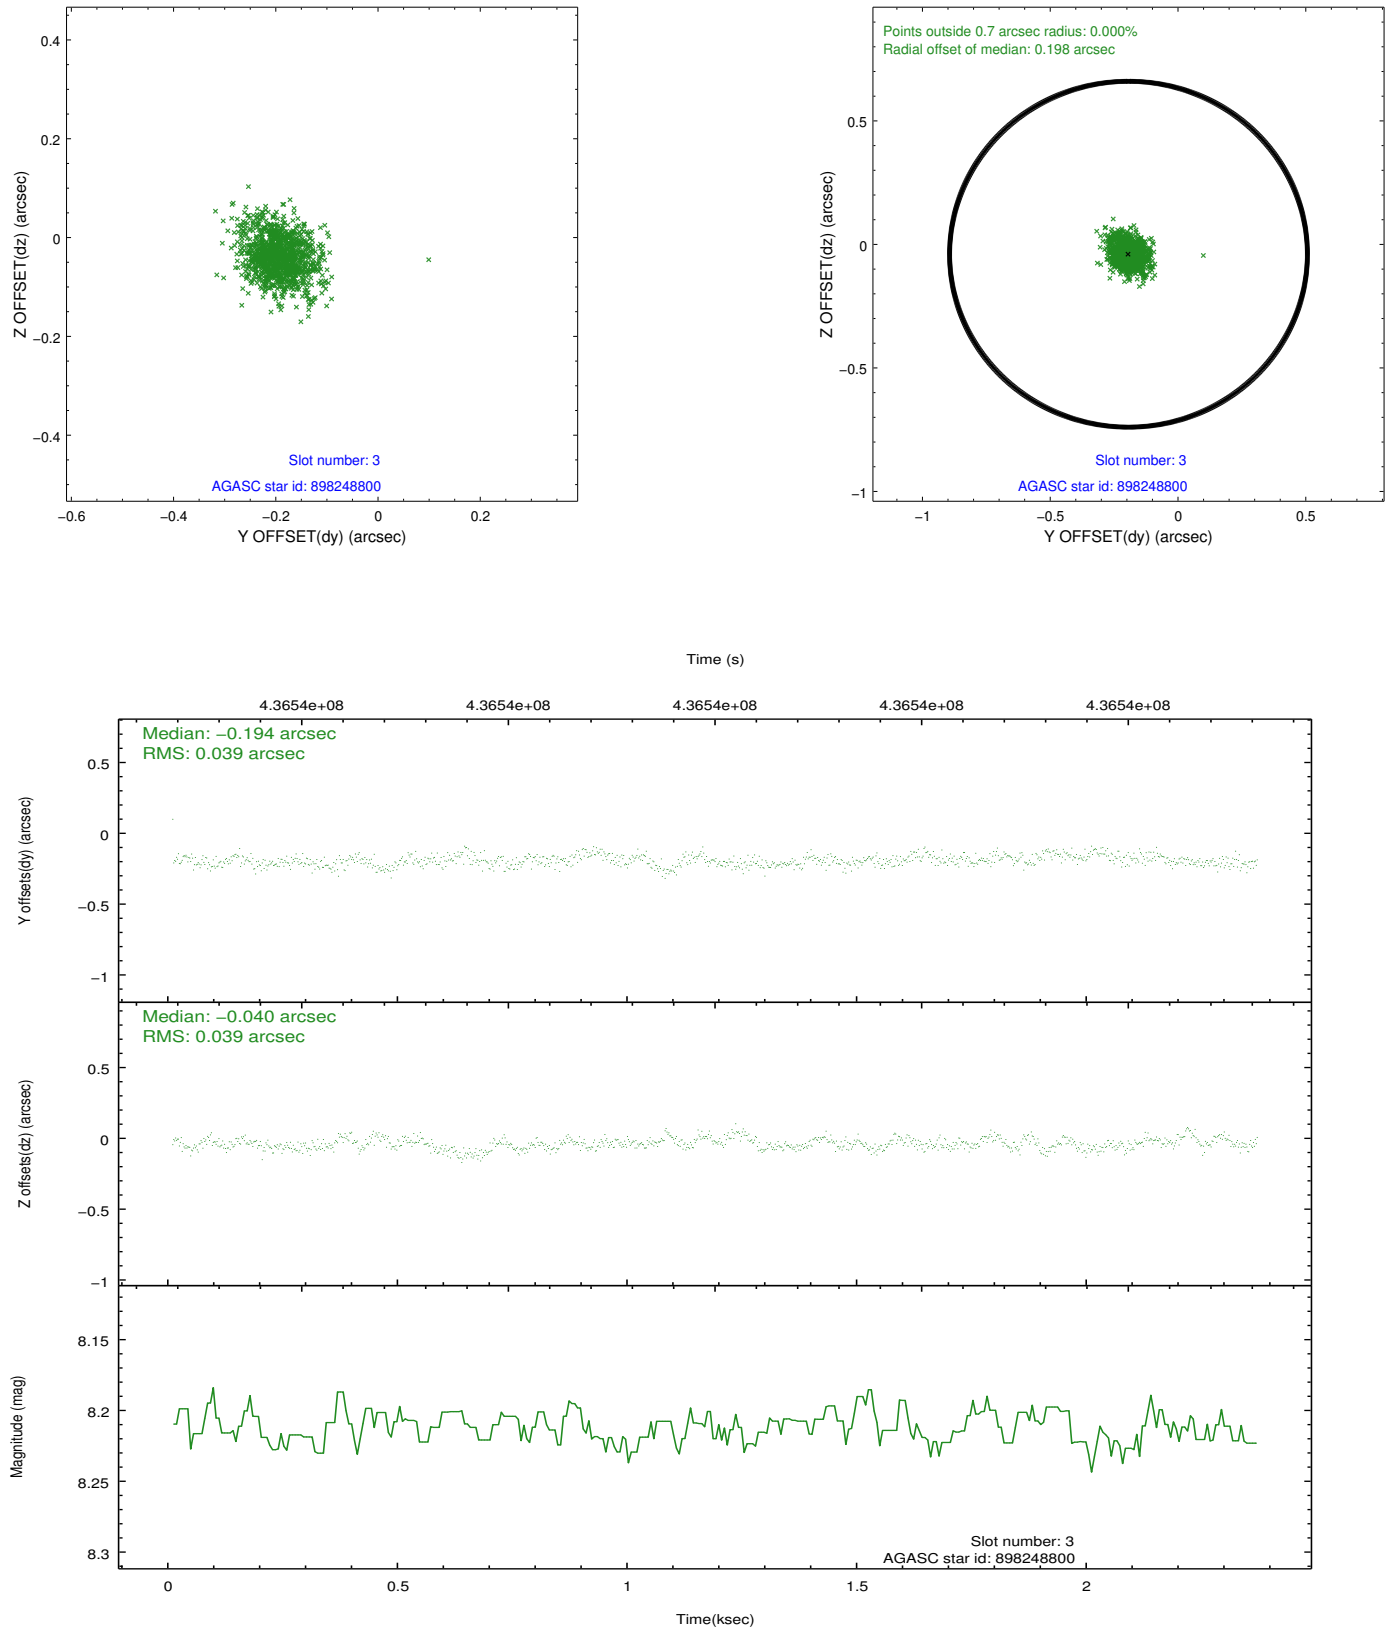 0.4
0.2
0
−0.2
−0.4
Z OFFSET(dz) (arcsec)
Slot number: 3
AGASC star id: 898248800
−0.6 −0.4 −0.2 0 0.2
Y OFFSET(dy) (arcsec)
Points outside 0.7 arcsec radius: 0.000%
Radial offset of median: 0.198 arcsec
0.5
0
−0.5
−1
Z OFFSET(dz) (arcsec)
Slot number: 3
AGASC star id: 898248800
−1 −0.5 0 0.5
Y OFFSET(dy) (arcsec)
Time (s)
4.3654e+08 4.3654e+08 4.3654e+08 4.3654e+08 4.3654e+08
Median: −0.194 arcsec
RMS: 0.039 arcsec
0.5
0
−0.5
−1
Y offsets(dy) (arcsec)
Median: −0.040 arcsec
RMS: 0.039 arcsec
0.5
0
−0.5
−1
Z offsets(dz) (arcsec)
8.15
8.2
8.25
8.3
Magnitude (mag)
Slot number: 3
AGASC star id: 898248800
0 0.5 1 1.5 2
Time(ksec)